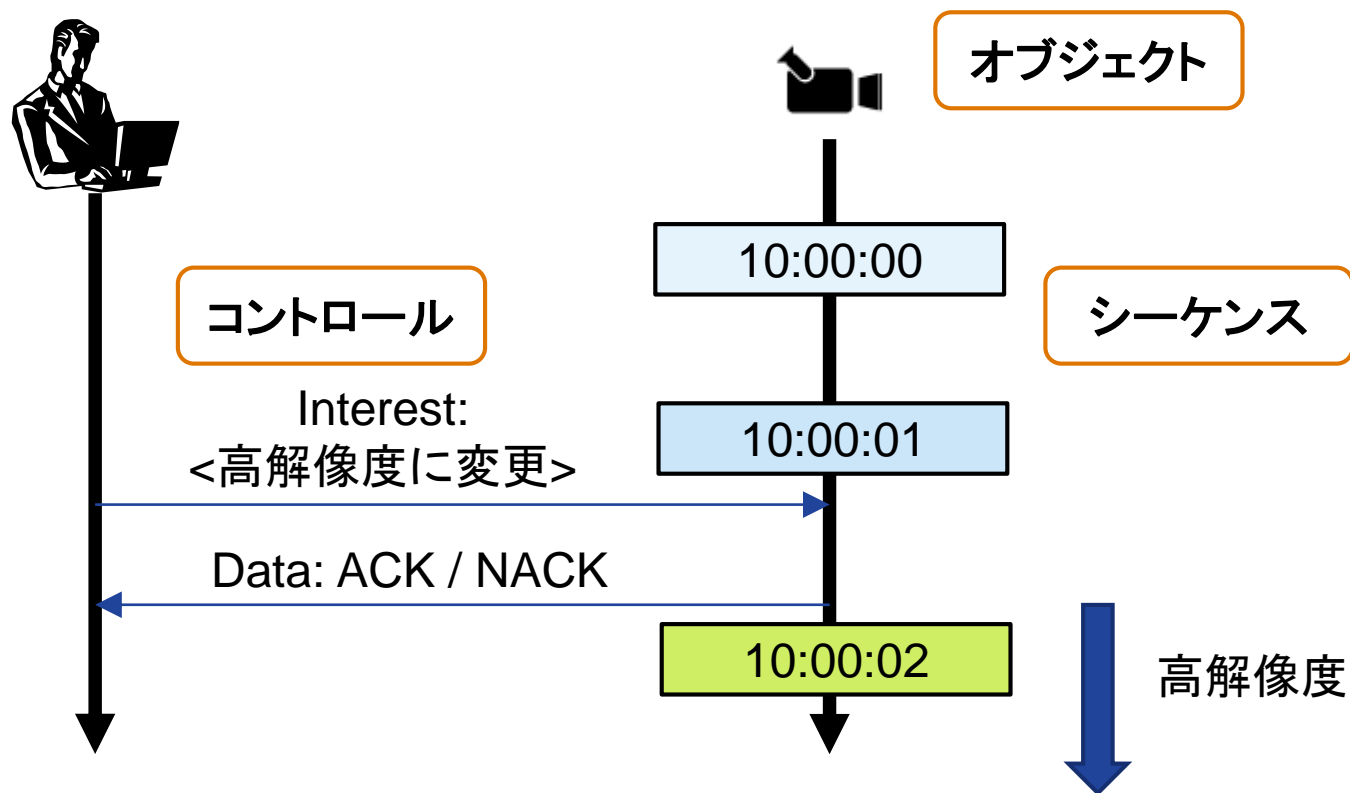 オブジェクト
10:00:00
コントロール
シーケンス
Interest:
<高解像度に変更>
10:00:01
Data: ACK / NACK
10:00:02
高解像度